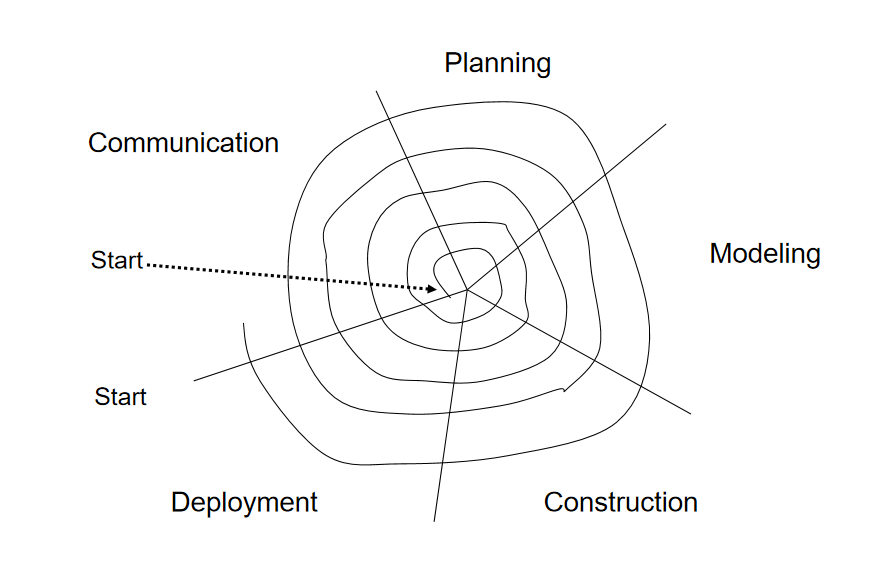 Planning
Communication
Start
Modeling
Start
Deployment
Construction